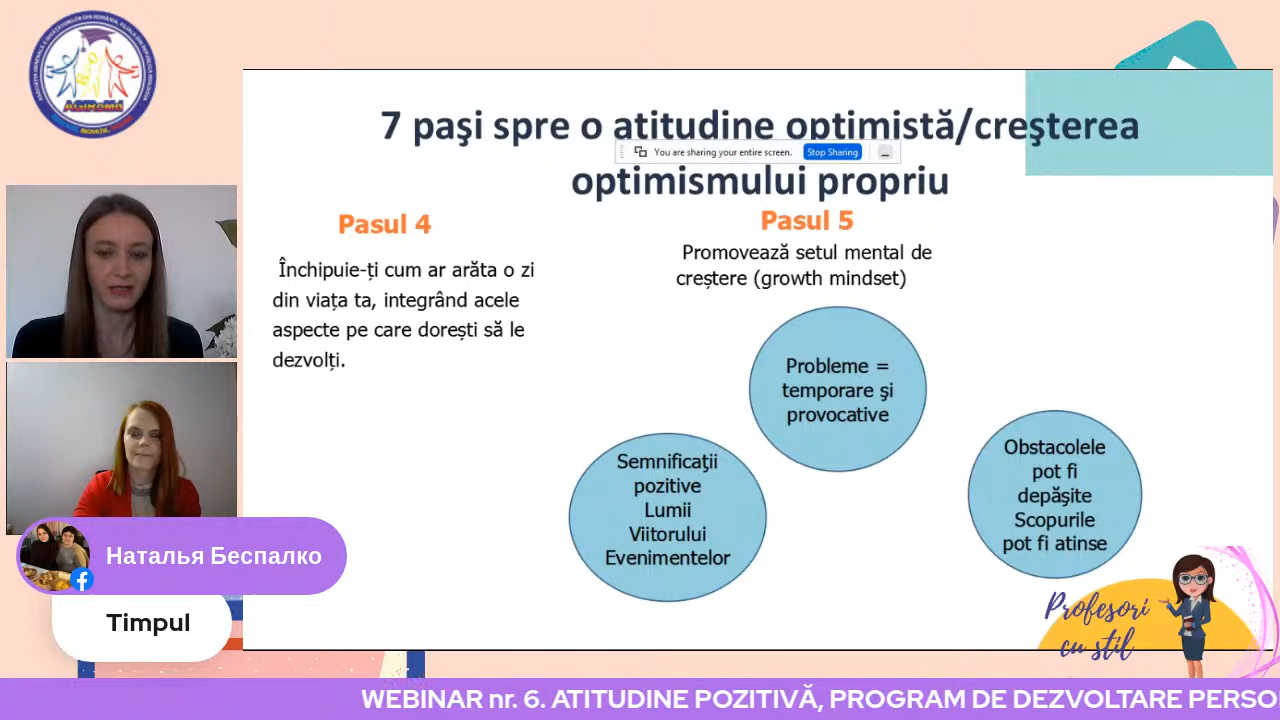 7 paşi spre o atitudine optimistă/creşterea
You are sharing your entire screen.
Stop Sharing
optimismului propriu
Pasul 4
Închipuie-ți cum ar arăta o zi
din viața ta, integrând acele
aspecte pe care dorești să le
dezvolți.
Pasul 5
Promovează setul mental de
creștere (growth mindset)
Probleme =
temporare şi
provocative
Semnificaţii
pozitive
Lumii
Viitorului
Evenimentelor
Obstacolele
pot fi
depăşite
Scopurile
pot fi atinse
Наталья Беспалко
Timpul
Profesori
cu stil
WEBINAR nr. 6. ATITUDINE POZITIVĂ, PROGRAM DE DEZVOLTARE PERSO